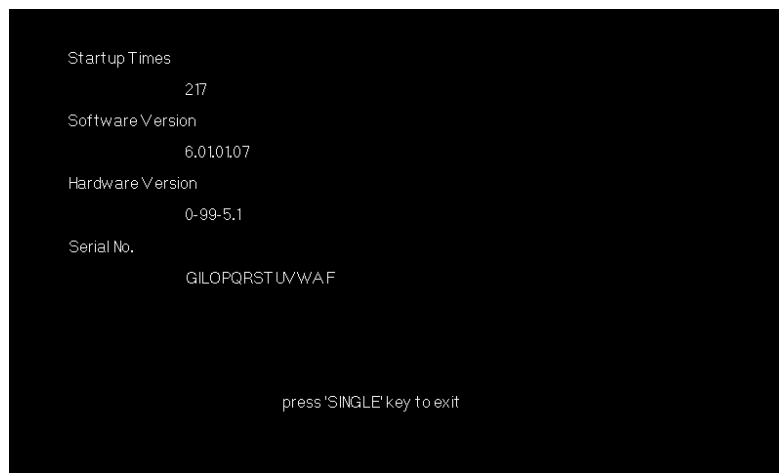 Startup Times
217
Software Version
6.01.01.07
Hardware Version
0-99-5.1
Serial No.
GILOPQRSTUVWAF
press 'SINGLE' key to exit